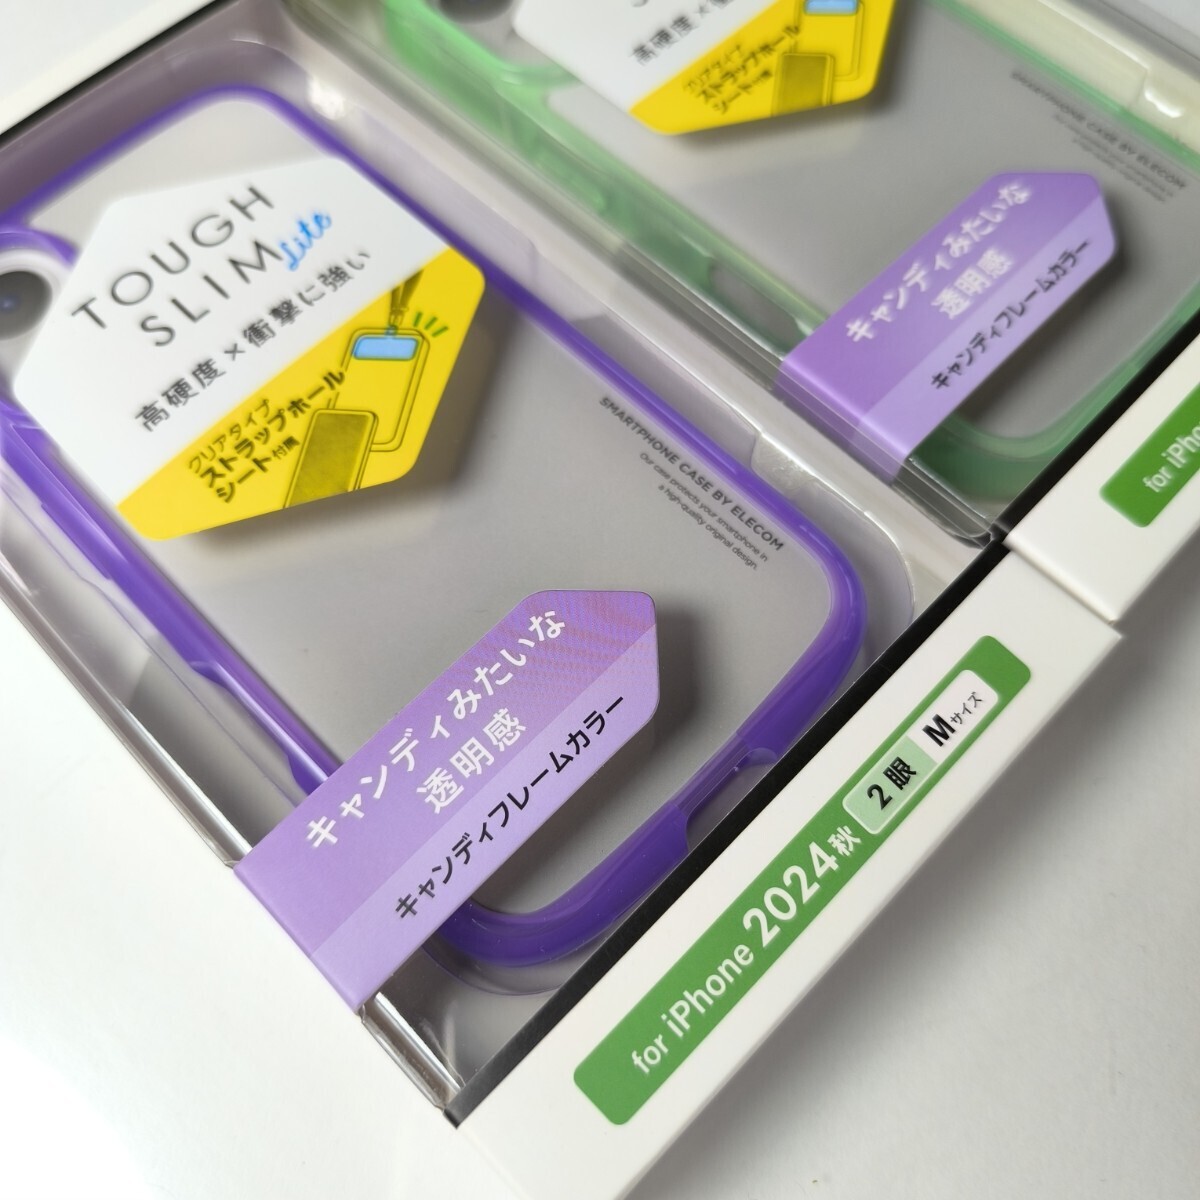 TOUGH
SLIM
Lite
高硬度×衝撃に強い
クリアタイプ
ストラップホール
シート付属
SMARTPHONE CASE BY ELECOM
Our case protects your smartphone in
a high-quality original design.
キャンディみたいな
透明感
キャンディフレームカラー
for iPhone 2024秋 2眼 Mサイズ
高硬度×
クリアタイプ
ストラップホール
シート付属
SMARTPHONE CASE BY ELECOM
キャンディみたいな
透明感
キャンディフレームカラー
for iPho